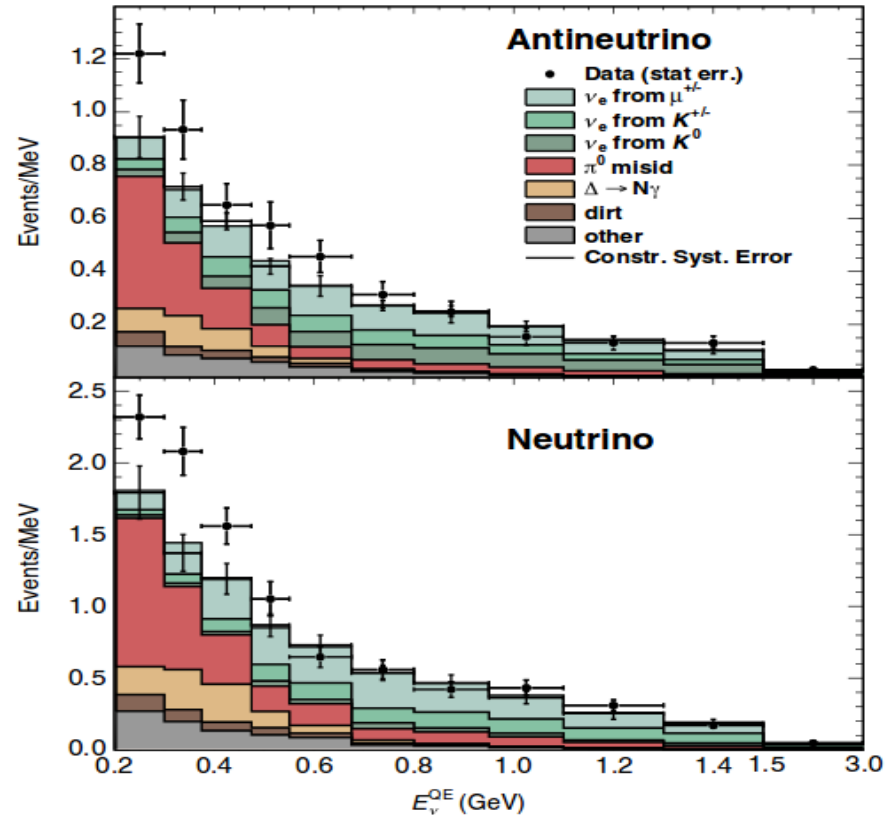 Antineutrino
Data (stat err.)
νe from μ+/-
νe from K+/-
νe from K0
π0 misid
Δ → Nγ
dirt
other
Constr. Syst. Error
Events/MeV
1.2
1.0
0.8
0.6
0.4
0.2
Neutrino
Events/MeV
2.5
2.0
1.5
1.0
0.5
0.0
0.2 0.4 0.6 0.8 1.0 1.2 1.4 1.5 3.0
EνQE (GeV)